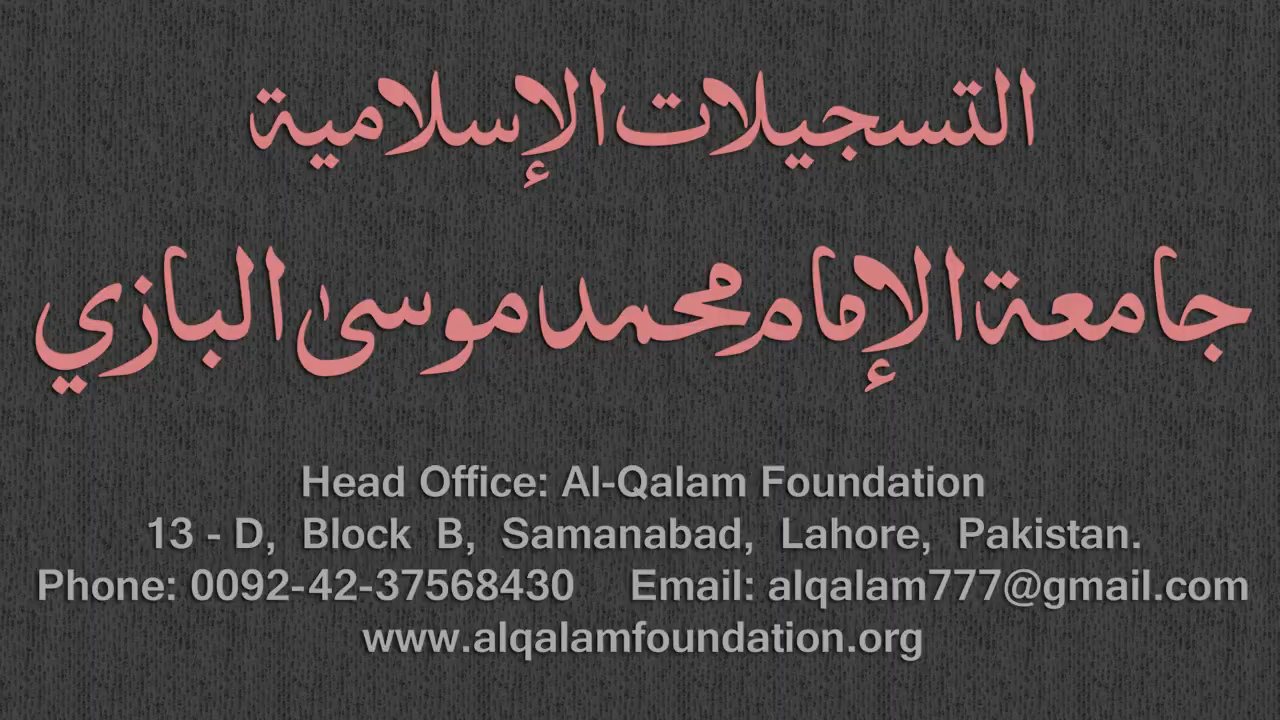 التسجيلات الإسلامية
جامعة الإمام محمد موسىٰ البازي
Head Office: Al-Qalam Foundation
13 - D, Block B, Samanabad, Lahore, Pakistan.
Phone: 0092-42-37568430 Email: alqalam777@gmail.com
www.alqalamfoundation.org